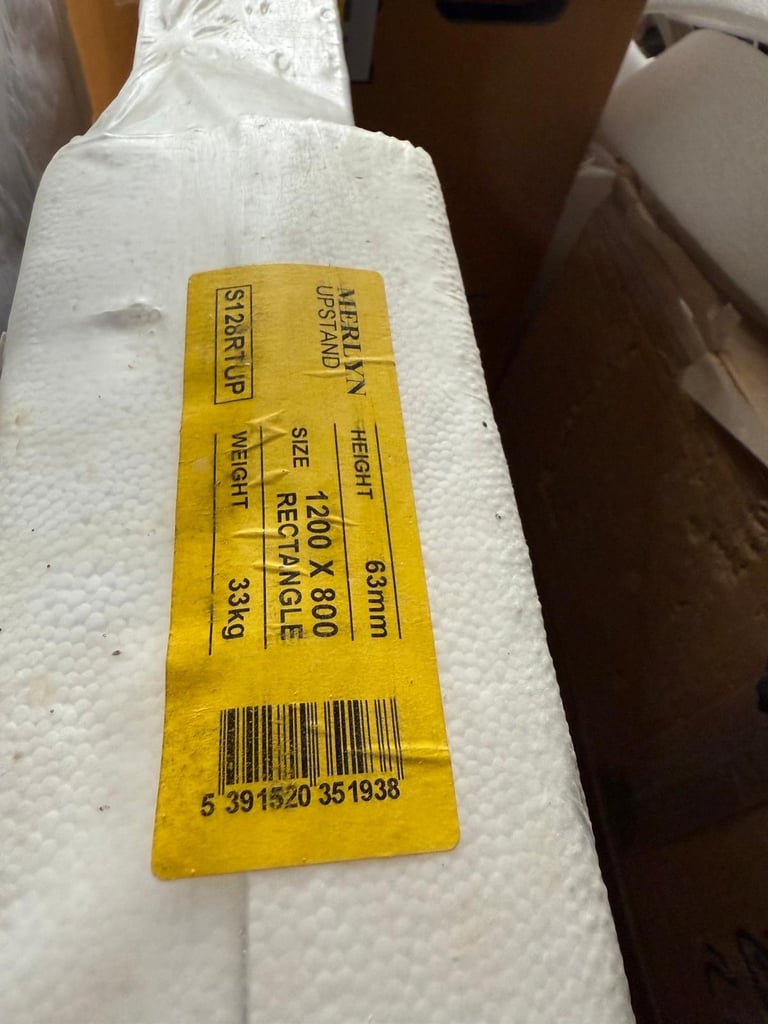 MERLYN
UPSTAND
S128RTUP
HEIGHT 63mm
SIZE 1200 X 800
RECTANGLE
WEIGHT 33kg
5 391520 351938